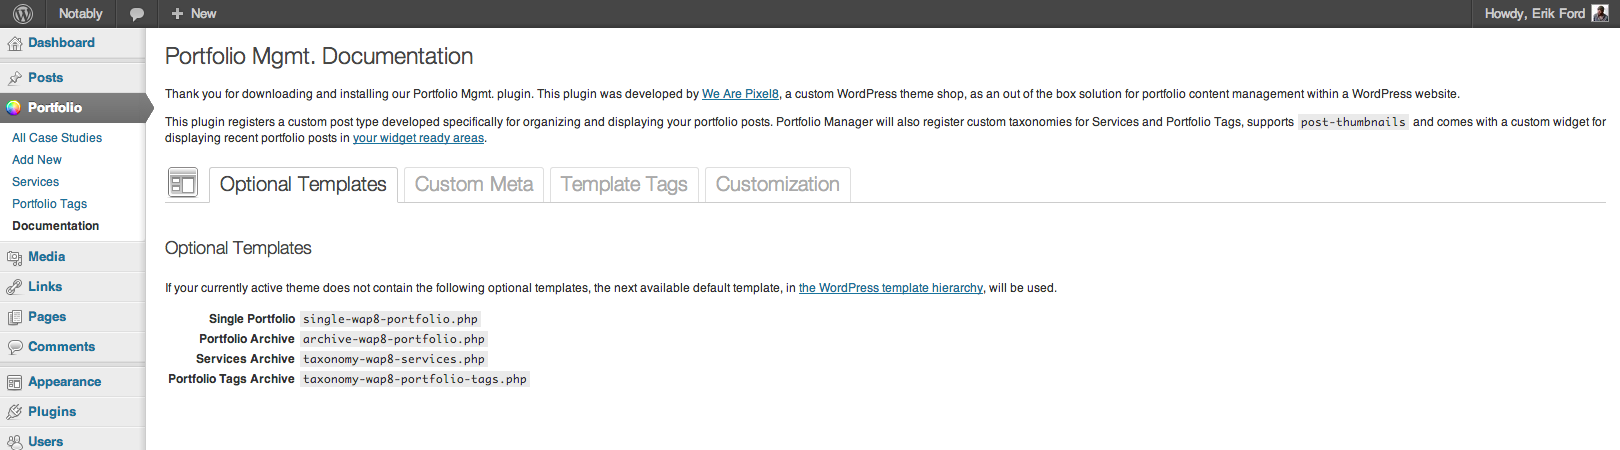 Notably
New
Howdy, Erik Ford
Dashboard
Posts
Portfolio
All Case Studies
Add New
Services
Portfolio Tags
Documentation
Media
Links
Pages
Comments
Appearance
Plugins
Users
Portfolio Mgmt. Documentation
Thank you for downloading and installing our Portfolio Mgmt. plugin. This plugin was developed by We Are Pixel8, a custom WordPress theme shop, as an out of the box solution for portfolio content management within a WordPress website.
This plugin registers a custom post type developed specifically for organizing and displaying your portfolio posts. Portfolio Manager will also register custom taxonomies for Services and Portfolio Tags, supports post-thumbnails and comes with a custom widget for
displaying recent portfolio posts in your widget ready areas.
Optional Templates Custom Meta Template Tags Customization
Optional Templates
If your currently active theme does not contain the following optional templates, the next available default template, in the WordPress template hierarchy, will be used.
Single Portfolio single-wap8-portfolio.php
Portfolio Archive archive-wap8-portfolio.php
Services Archive taxonomy-wap8-services.php
Portfolio Tags Archive taxonomy-wap8-portfolio-tags.php